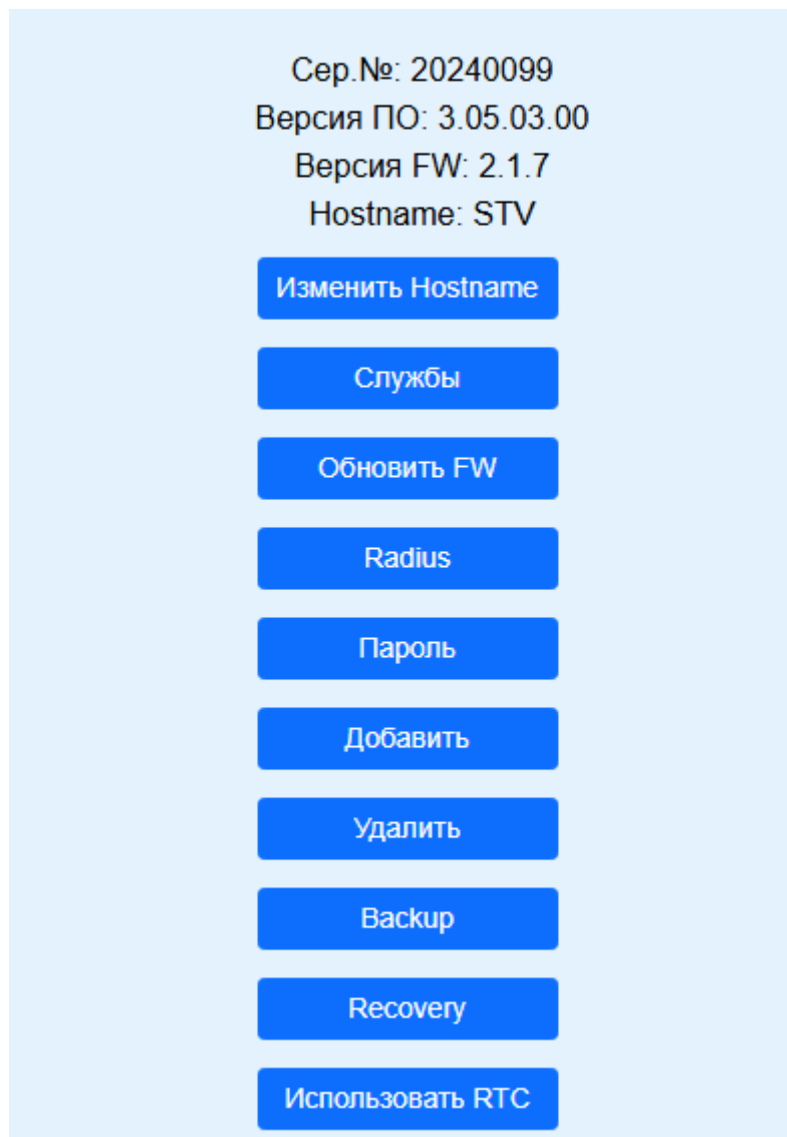 Сер.№: 20240099
Версия ПО: 3.05.03.00
Версия FW: 2.1.7
Hostname: STV
Изменить Hostname
Службы
Обновить FW
Radius
Пароль
Добавить
Удалить
Backup
Recovery
Использовать RTC